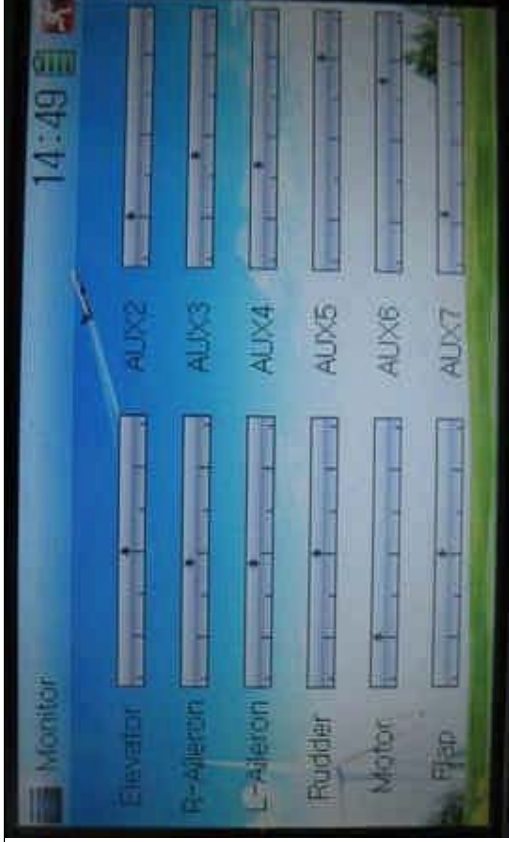 Monitor 14:49
Elevator AUX2
R-Aileron AUX3
L-Aileron AUX4
Rudder AUX5
Motor AUX6
Flap AUX7